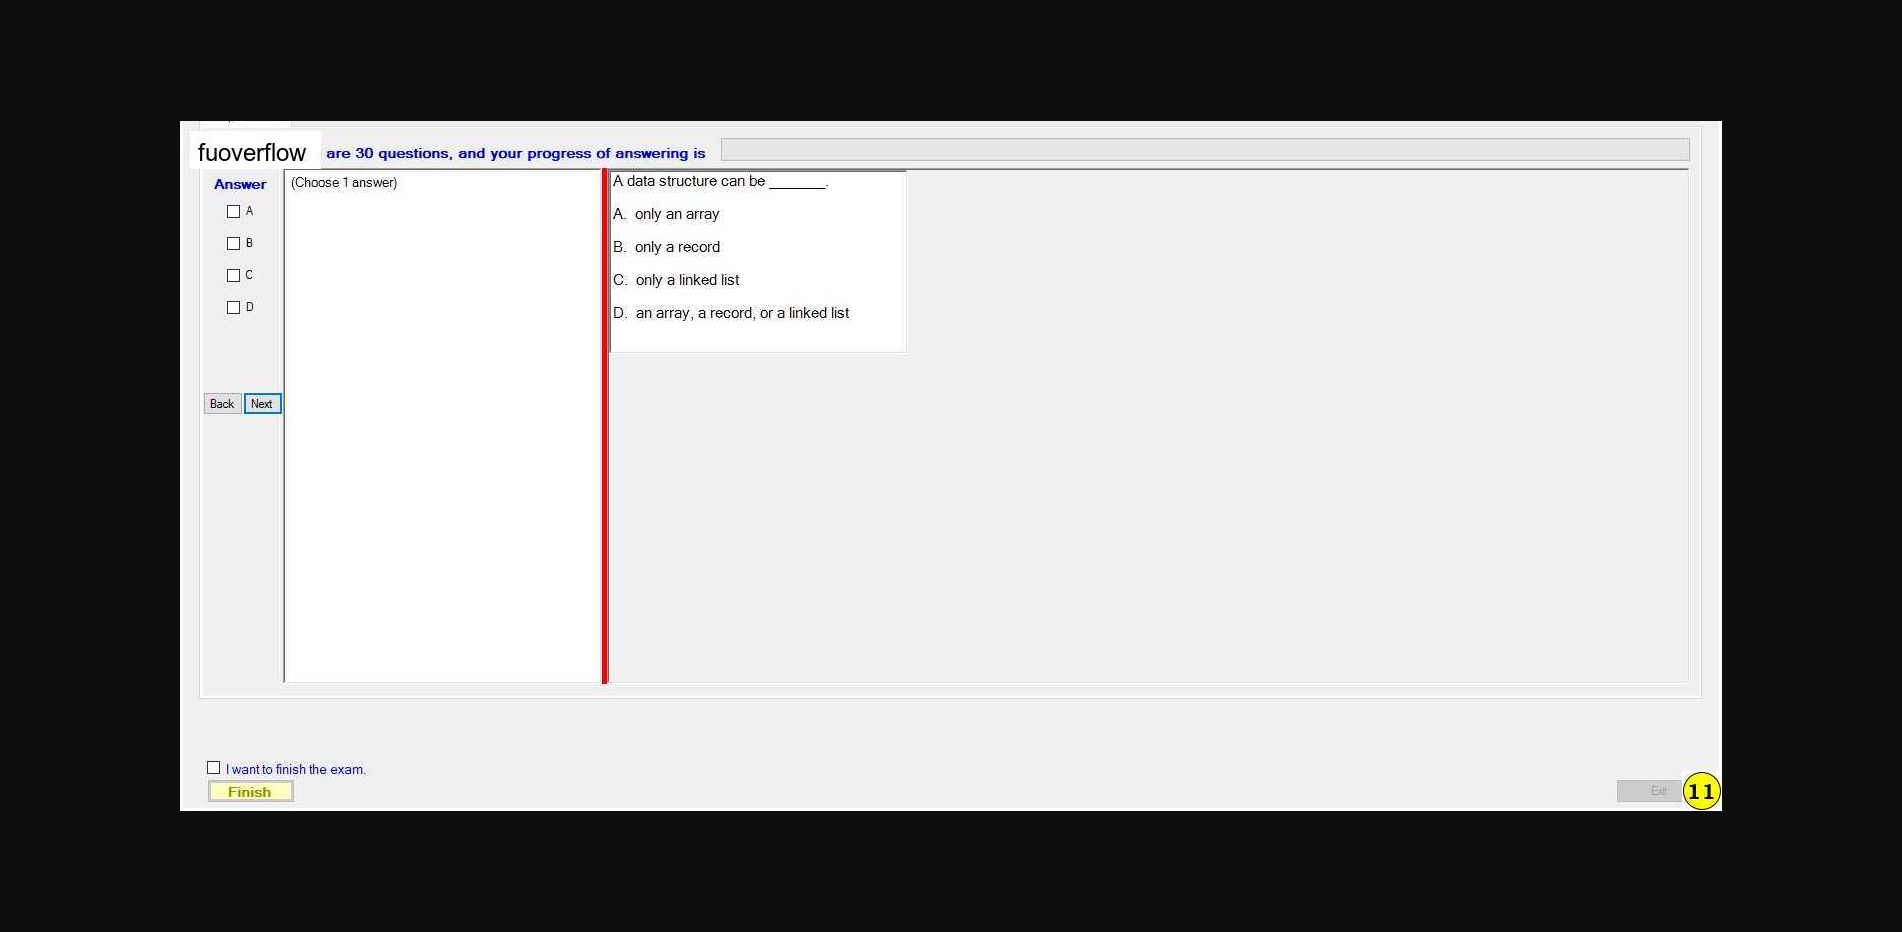 fuoverflow are 30 questions, and your progress of answering is
Answer
(Choose 1 answer)
A
B
C
D
Back Next
A data structure can be _______.
A. only an array
B. only a record
C. only a linked list
D. an array, a record, or a linked list
I want to finish the exam.
Finish
Exit
11